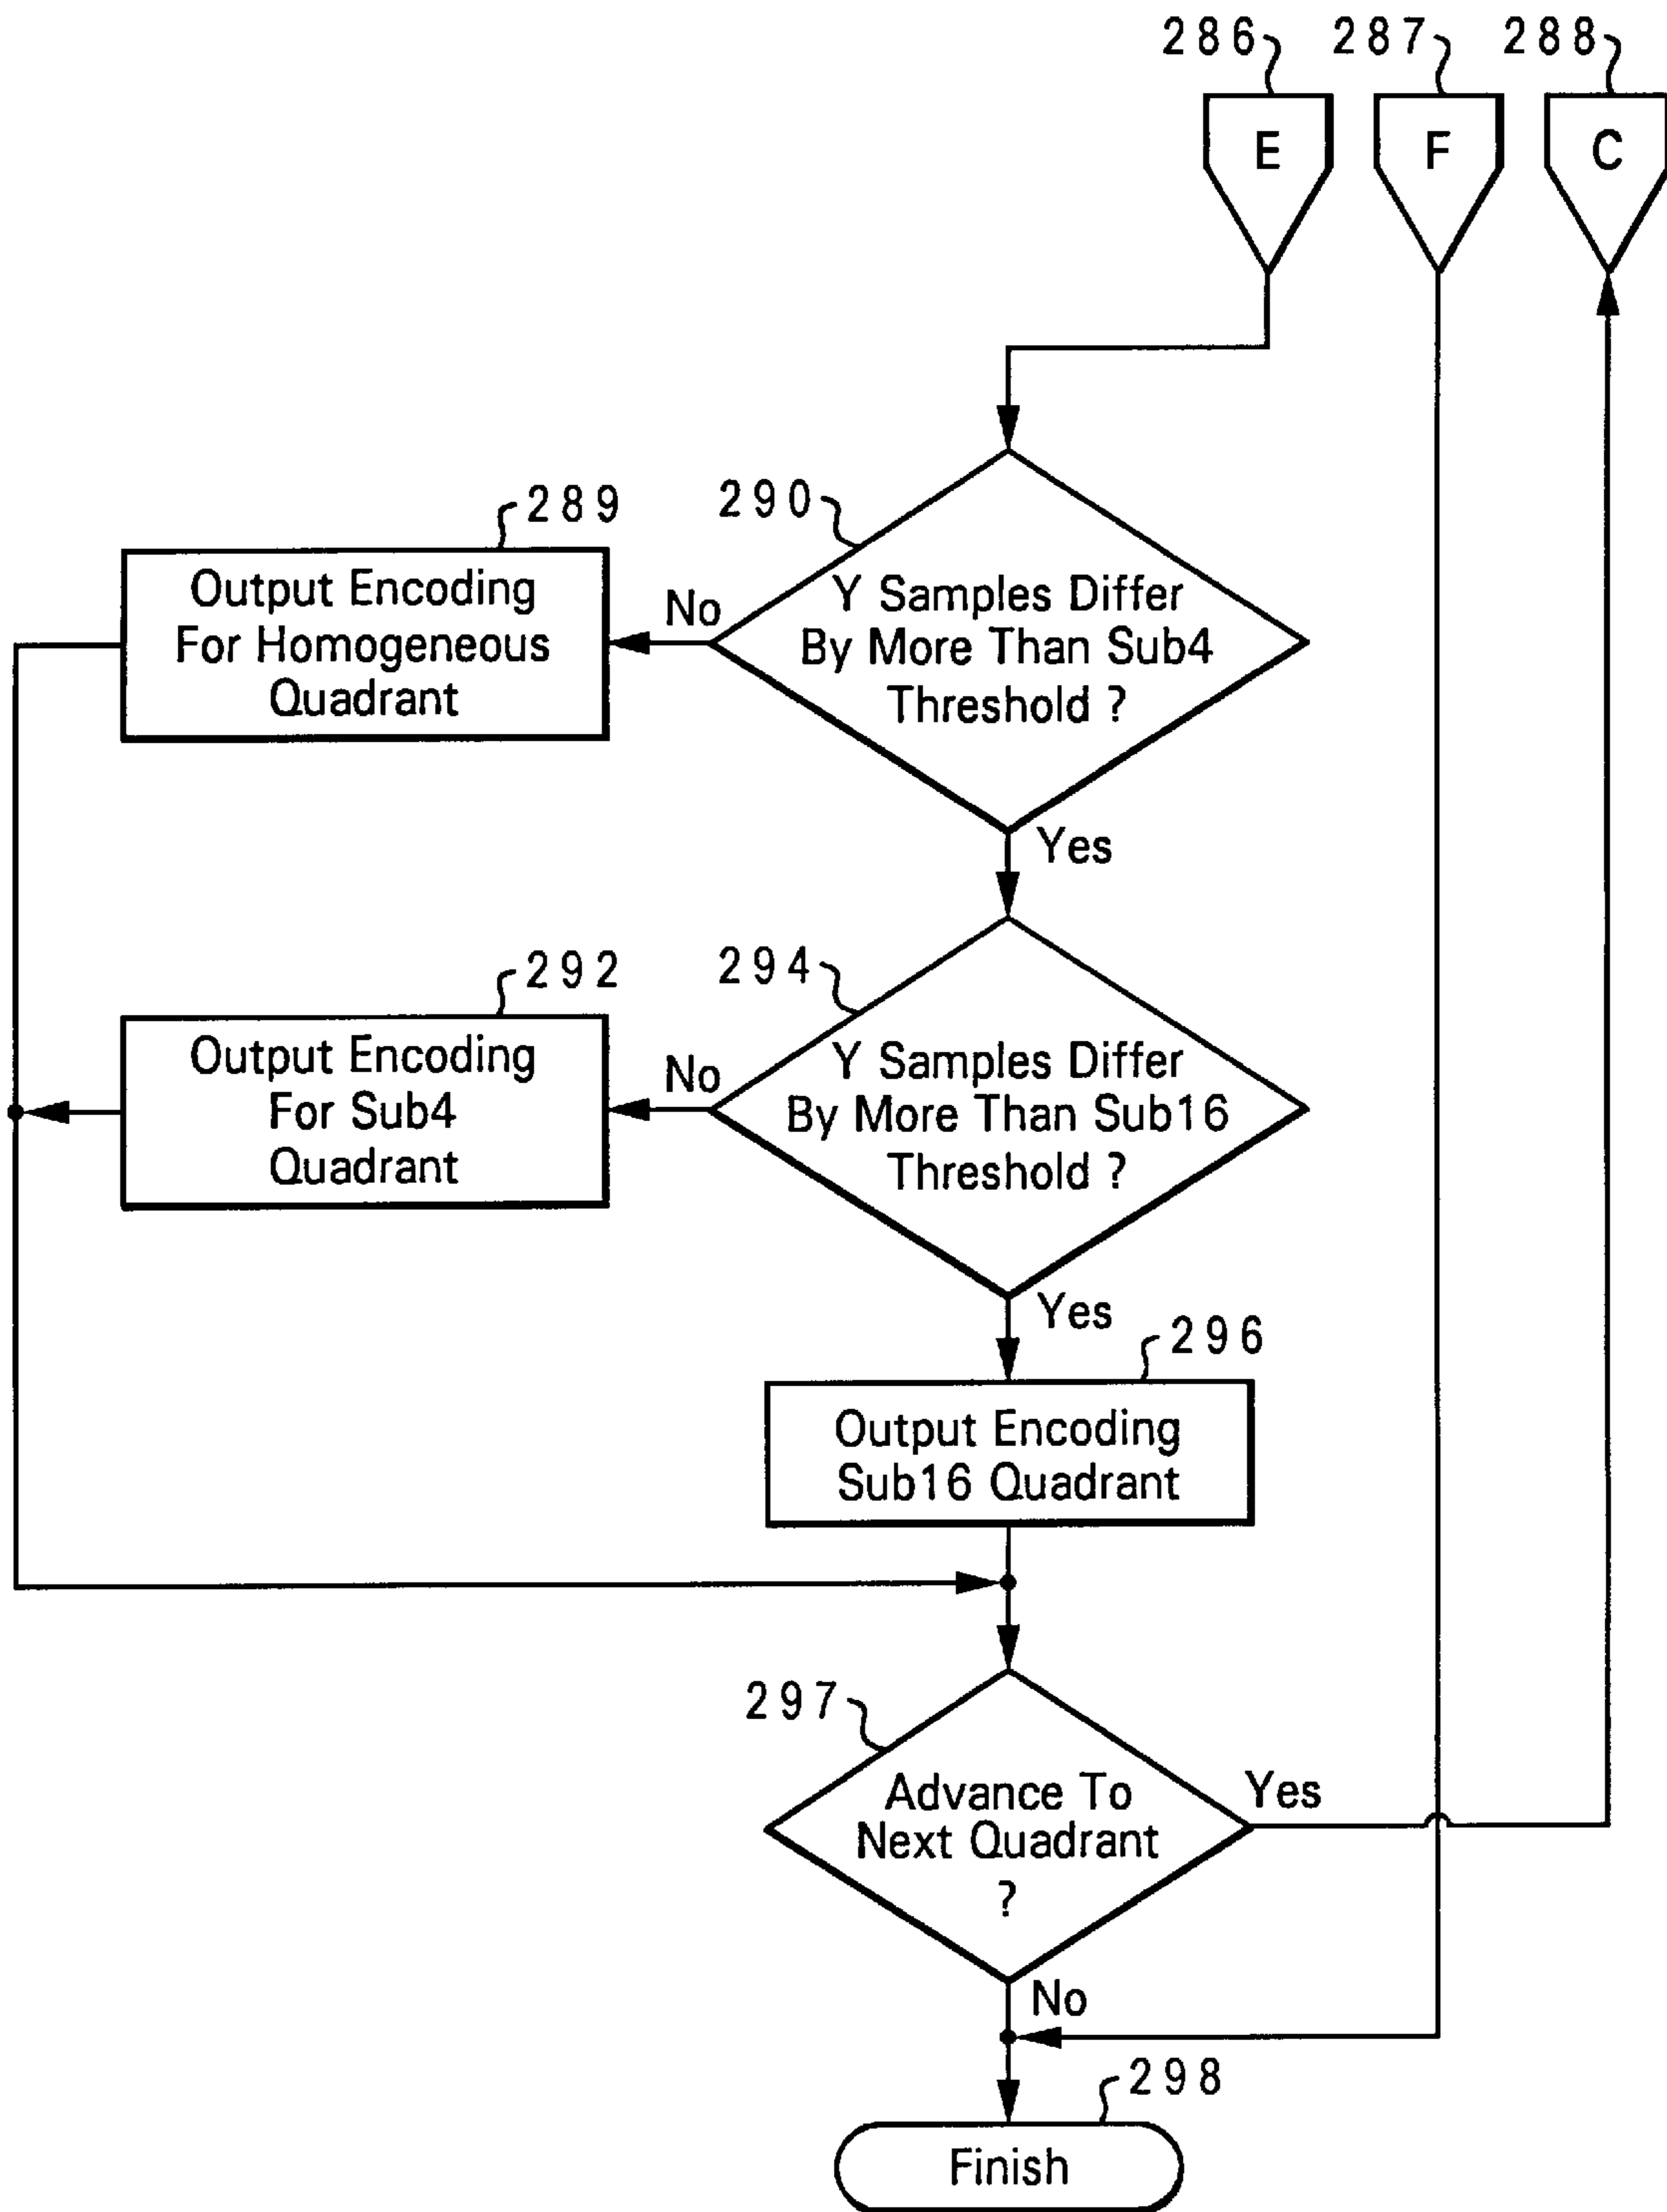 286 287 288
E F C
289
290
Output Encoding
For Homogeneous
Quadrant
No
Y Samples Differ
By More Than Sub4
Threshold ?
Yes
292
294
Output Encoding
For Sub4
Quadrant
No
Y Samples Differ
By More Than Sub16
Threshold ?
Yes
296
Output Encoding
Sub16 Quadrant
297
Advance To
Next Quadrant
?
Yes
No
298
Finish